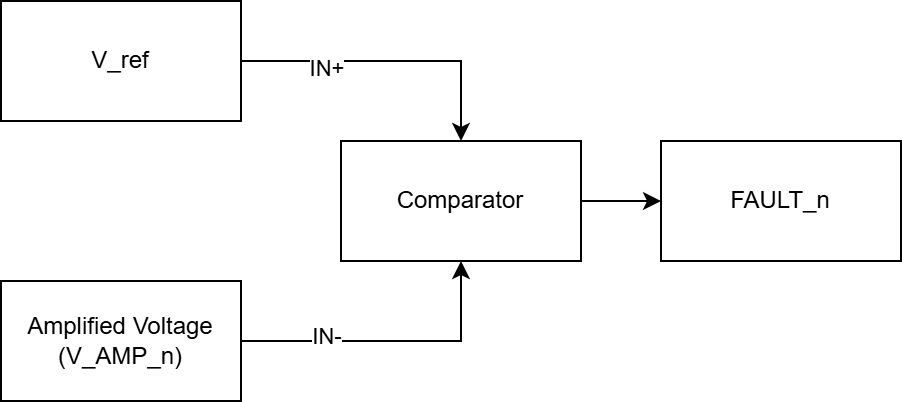 V_ref
IN+
Comparator
FAULT_n
Amplified Voltage
(V_AMP_n)
IN-